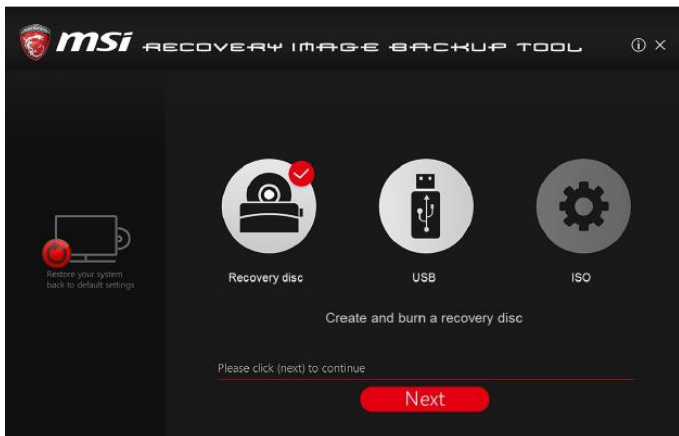 msi RECOVERY IMAGE BACKUP TOOL
Recovery disc
USB
ISO
Restore your system
back to default settings
Create and burn a recovery disc
Please click (next) to continue
Next